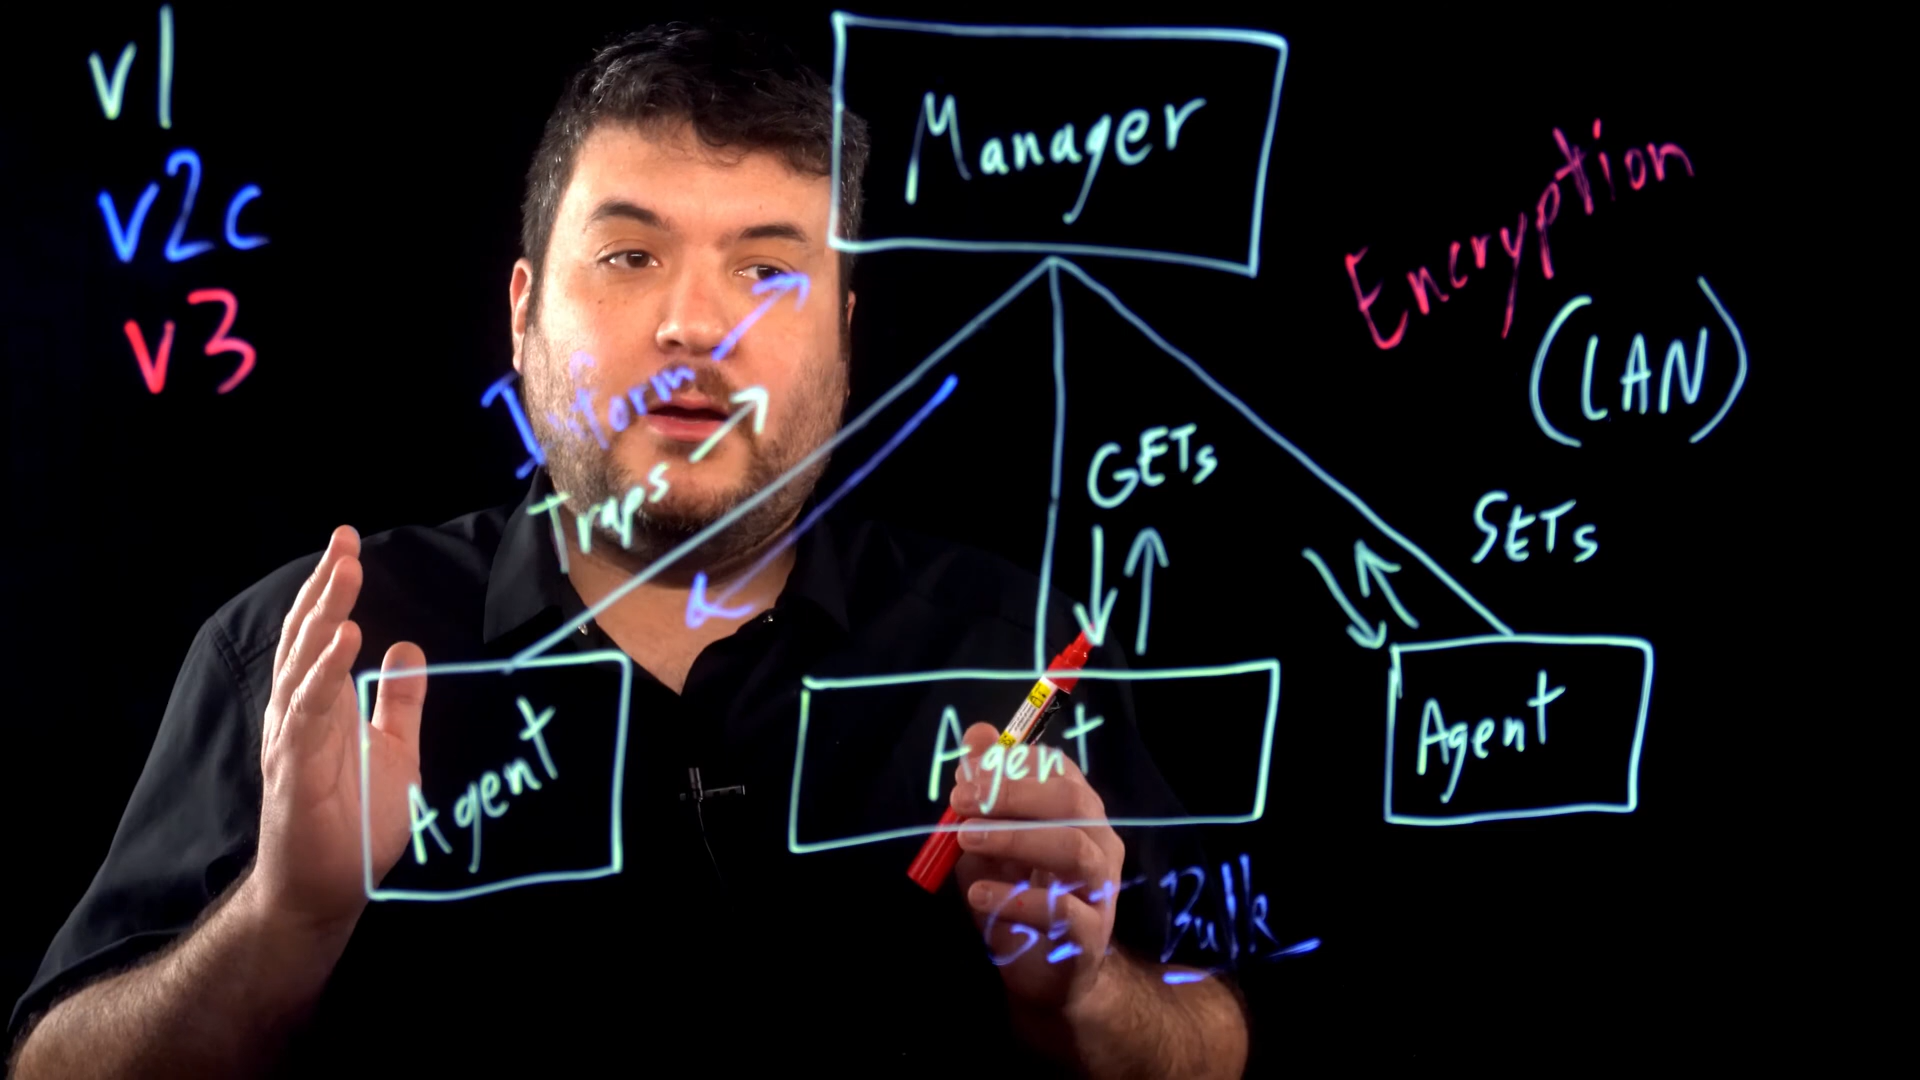 v1
v2c
v3
Manager
Encryption
(LAN)
Inform
Traps
GETs
SETs
Agent
Agent
Agent
GET Bulk